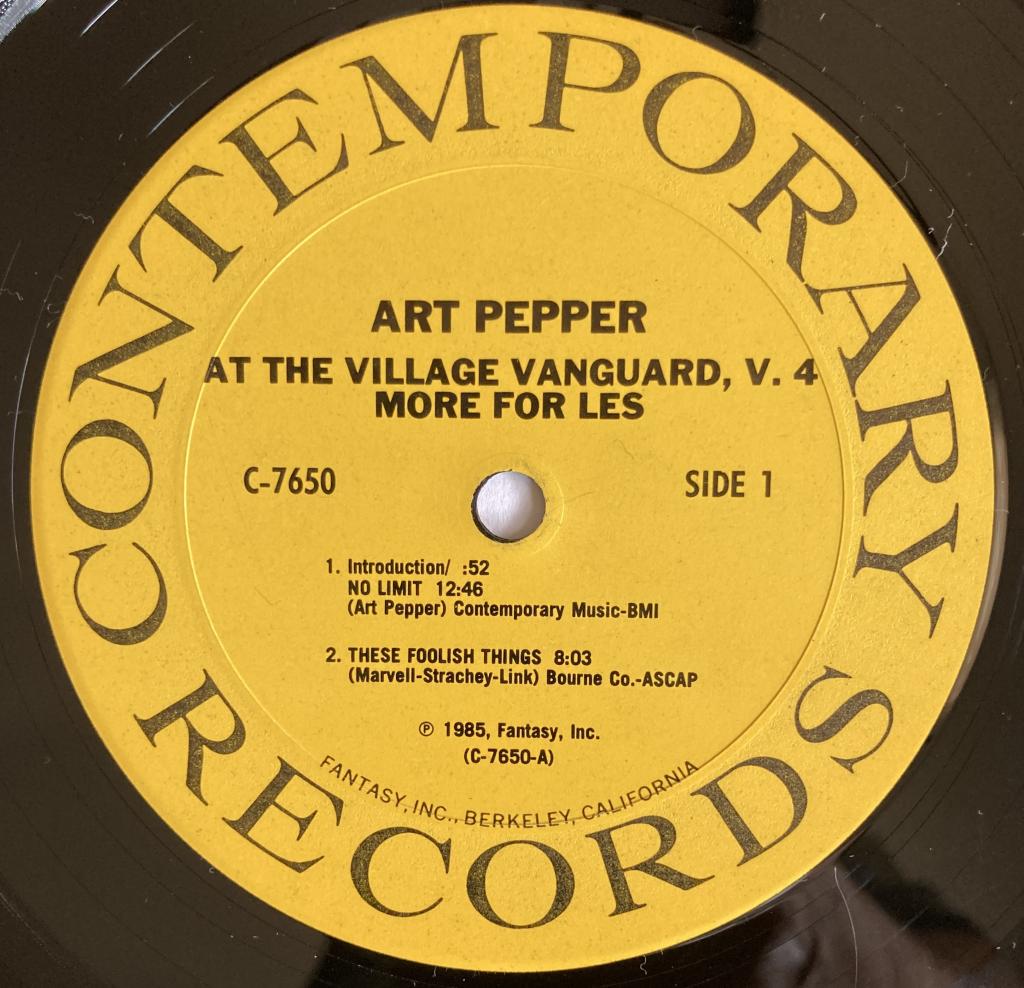 CONTEMPORARY RECORDS
ART PEPPER
AT THE VILLAGE VANGUARD, V. 4
MORE FOR LES
C-7650
SIDE 1
1. Introduction/ :52
NO LIMIT 12:46
(Art Pepper) Contemporary Music-BMI
2. THESE FOOLISH THINGS 8:03
(Marvell-Strachey-Link) Bourne Co.-ASCAP
℗ 1985, Fantasy, Inc.
(C-7650-A)
FANTASY, INC., BERKELEY, CALIFORNIA